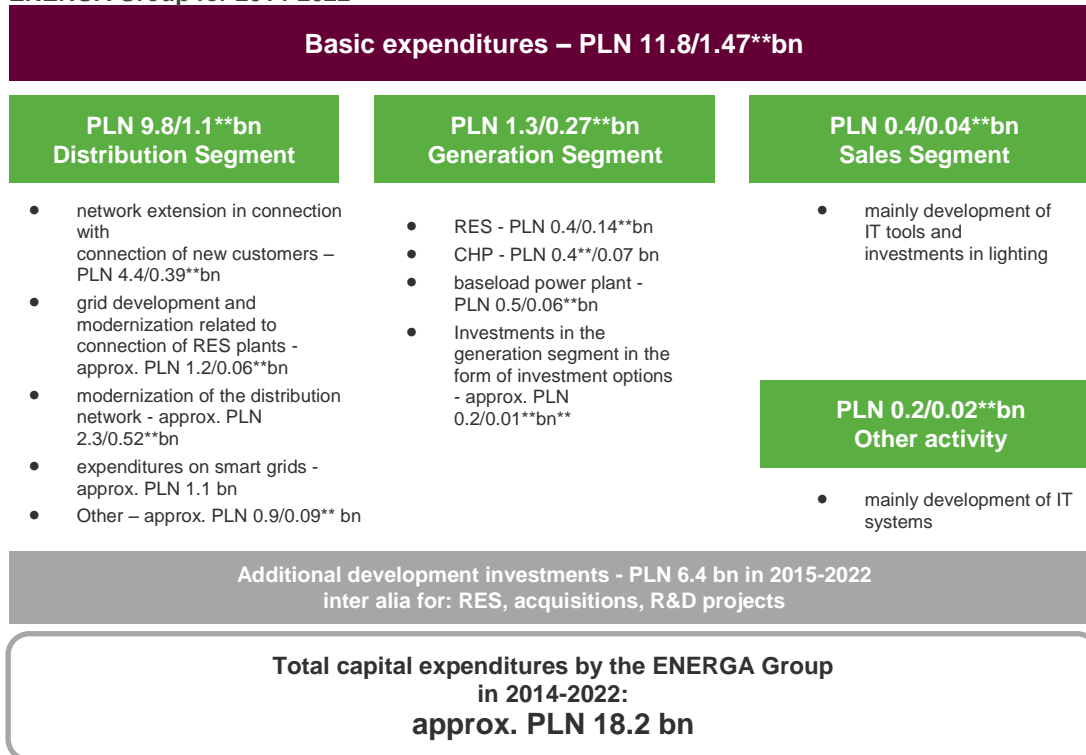 ENERGA Group for 2014-2022
Basic expenditures – PLN 11.8/1.47**bn
PLN 9.8/1.1**bn
Distribution Segment
● network extension in connection
with
connection of new customers –
PLN 4.4/0.39**bn
● grid development and
modernization related to
connection of RES plants -
approx. PLN 1.2/0.06**bn
● modernization of the distribution
network - approx. PLN
2.3/0.52**bn
● expenditures on smart grids -
approx. PLN 1.1 bn
● Other – approx. PLN 0.9/0.09** bn
PLN 1.3/0.27**bn
Generation Segment
● RES - PLN 0.4/0.14**bn
● CHP - PLN 0.4**/0.07 bn
● baseload power plant -
PLN 0.5/0.06**bn
● Investments in the
generation segment in the
form of investment options
- approx. PLN
0.2/0.01**bn**
PLN 0.4/0.04**bn
Sales Segment
● mainly development of
IT tools and
investments in lighting
PLN 0.2/0.02**bn
Other activity
● mainly development of IT
systems
Additional development investments - PLN 6.4 bn in 2015-2022
inter alia for: RES, acquisitions, R&D projects
Total capital expenditures by the ENERGA Group
in 2014-2022:
approx. PLN 18.2 bn